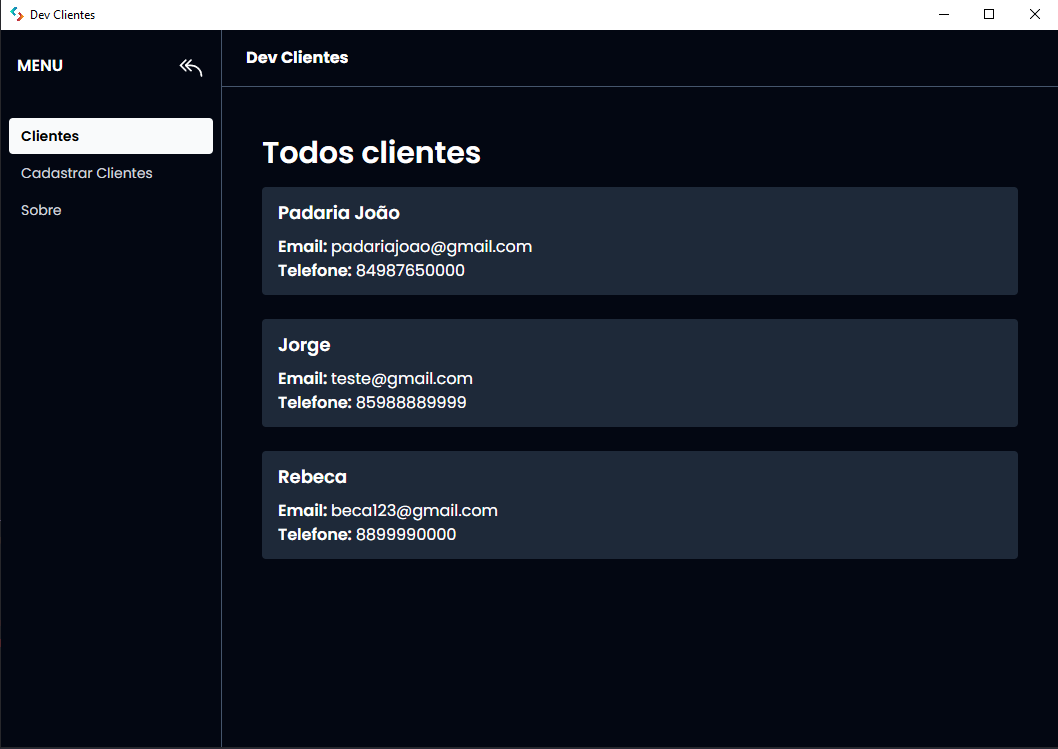 Dev Clientes
MENU
Clientes
Cadastrar Clientes
Sobre
Dev Clientes
Todos clientes
Padaria João
Email: padariajoao@gmail.com
Telefone: 84987650000
Jorge
Email: teste@gmail.com
Telefone: 85988889999
Rebeca
Email: beca123@gmail.com
Telefone: 8899990000